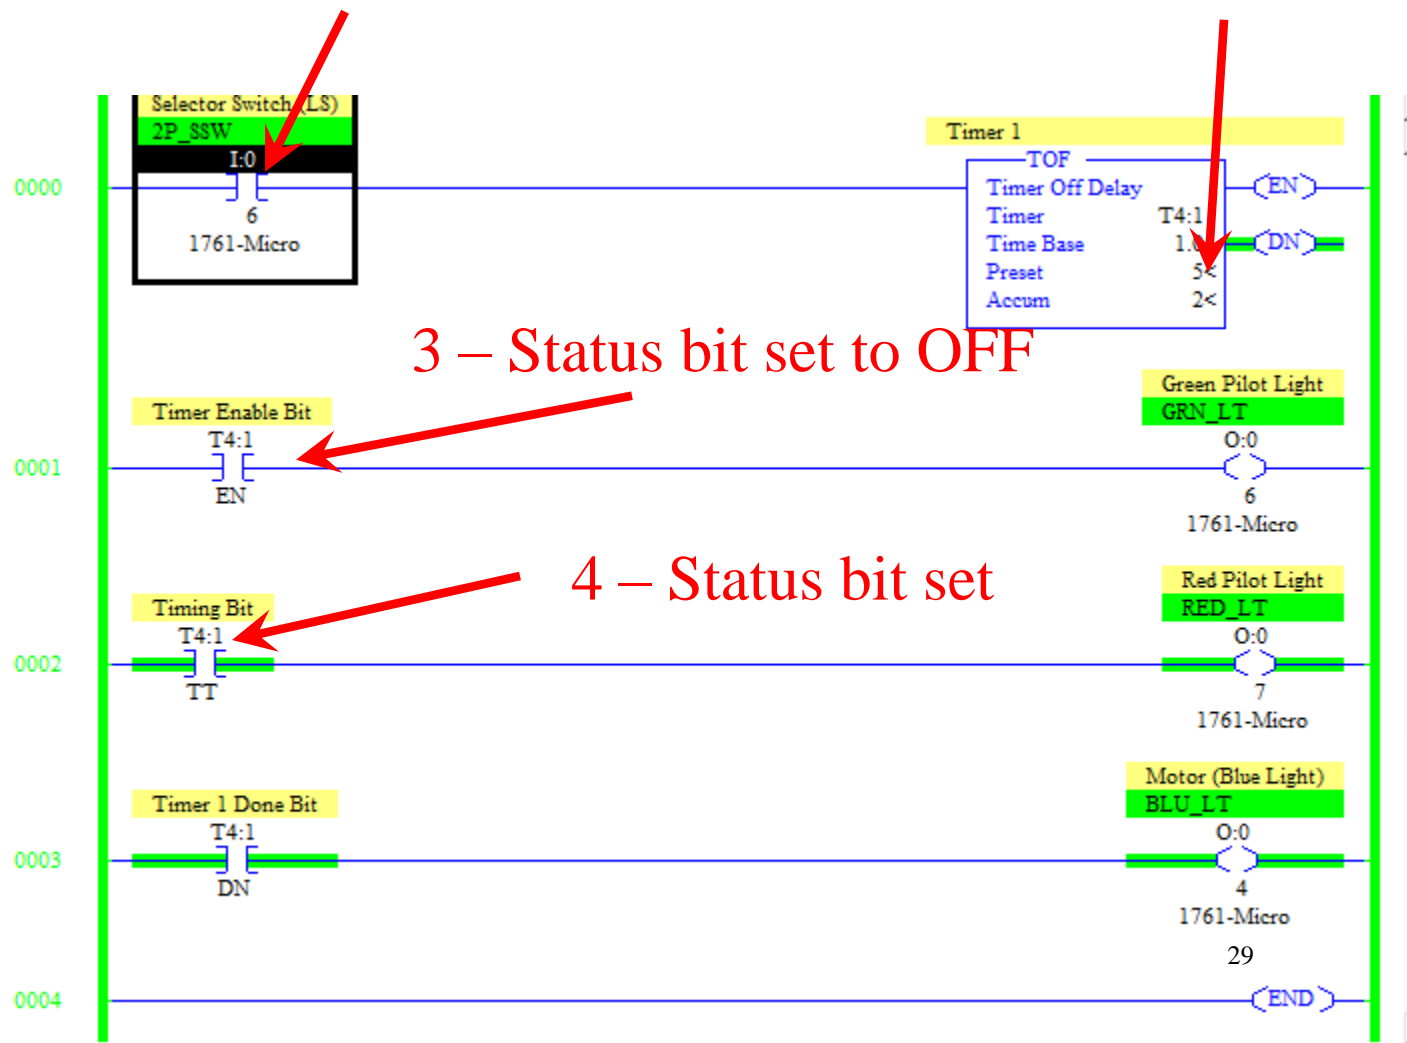 Selector Switch (LS)
2P_SSW
I:0
0000
6
1761-Micro
Timer 1
TOF
Timer Off Delay
Timer T4:1
Time Base 1.0
Preset 5<
Accum 2<
EN
DN
3 – Status bit set to OFF
Timer Enable Bit
T4:1
0001
EN
Green Pilot Light
GRN_LT
O:0
6
1761-Micro
4 – Status bit set
Timing Bit
T4:1
0002
TT
Red Pilot Light
RED_LT
O:0
7
1761-Micro
Timer 1 Done Bit
T4:1
0003
DN
Motor (Blue Light)
BLU_LT
O:0
4
1761-Micro
29
0004
END